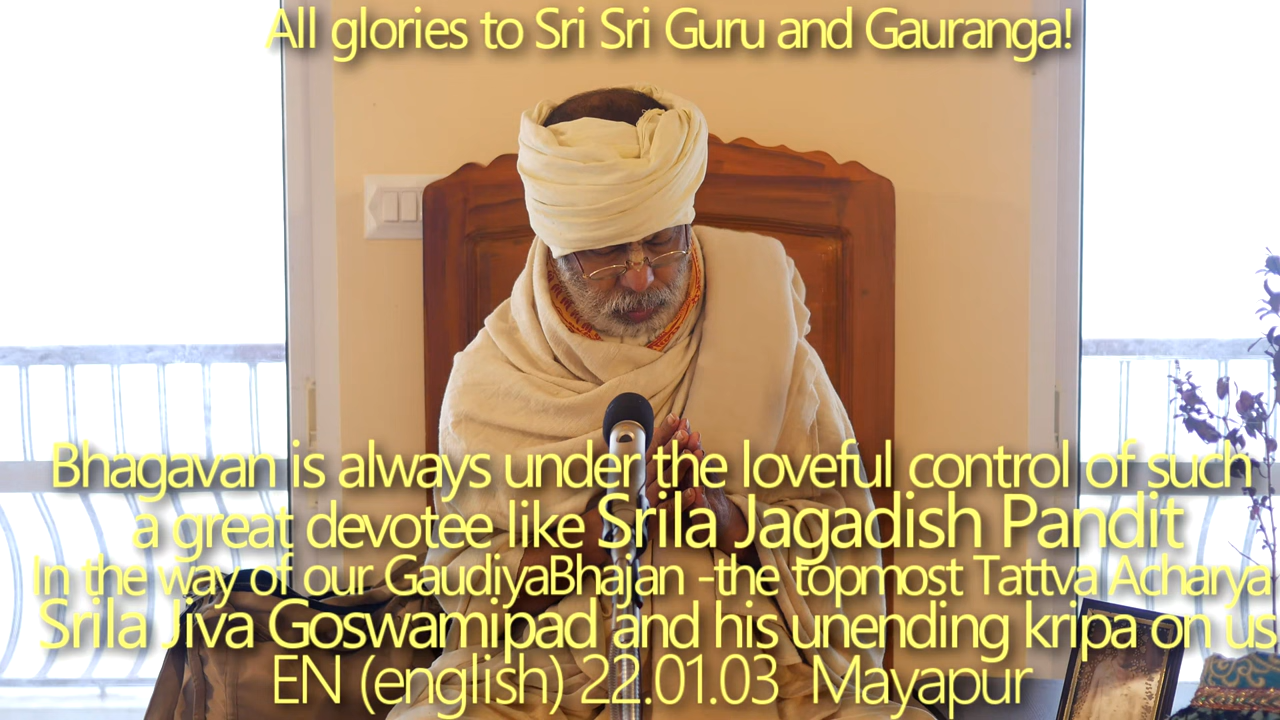 All glories to Sri Sri Guru and Gauranga!
Bhagavan is always under the loveful control of such
a great devotee like Srila Jagadish Pandit
In the way of our GaudiyaBhajan -the topmost Tattva Acharya
Srila Jiva Goswamipad and his unending kripa on us
EN (english) 22.01.03 Mayapur